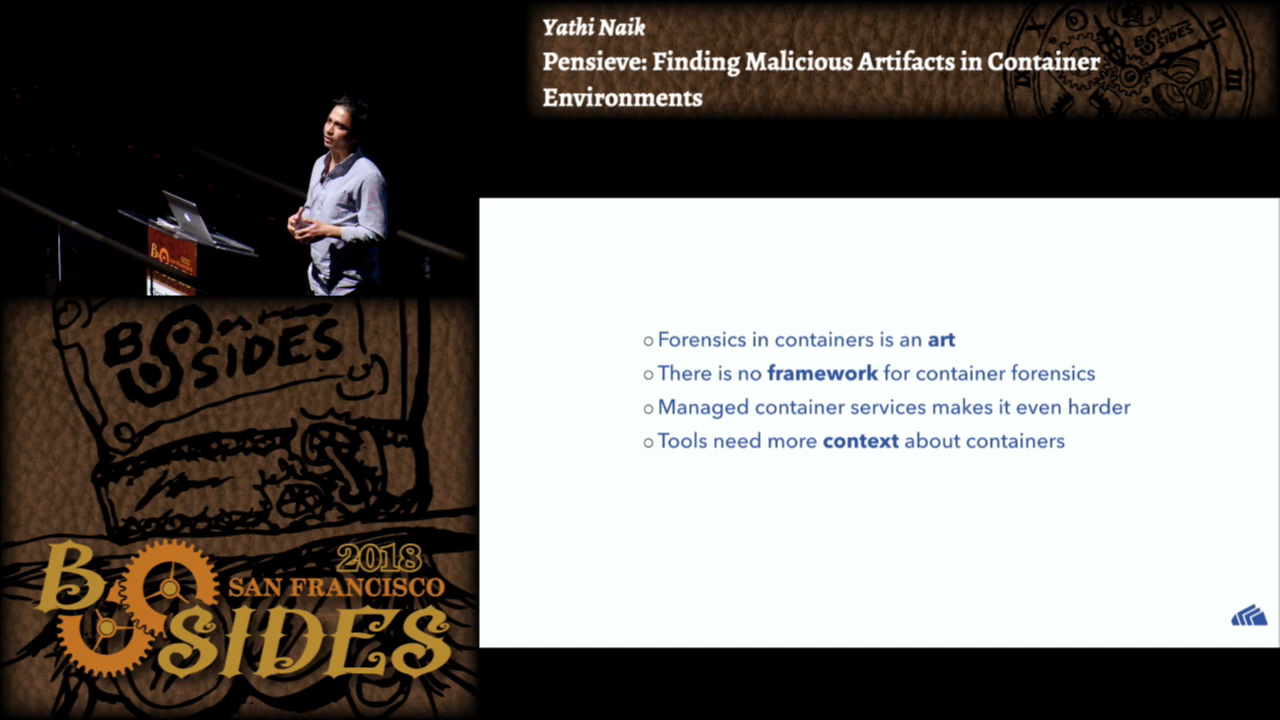 Yathi Naik
Pensieve: Finding Malicious Artifacts in Container
Environments
BSIDES
Forensics in containers is an art
There is no framework for container forensics
Managed container services makes it even harder
Tools need more context about containers
BSIDES
2018
SAN FRANCISCO
BSIDES